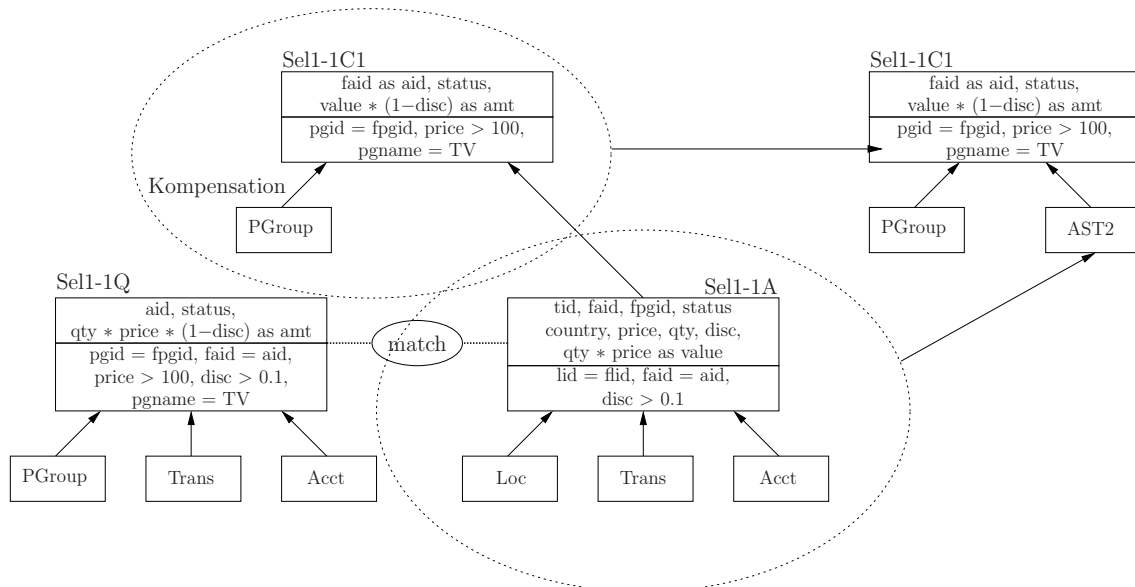 Sel1-1C1
faid as aid, status,
value * (1−disc) as amt
pgid = fpgid, price > 100,
pgname = TV
Kompensation
PGroup
Sel1-1C1
faid as aid, status,
value * (1−disc) as amt
pgid = fpgid, price > 100,
pgname = TV
PGroup
AST2
Sel1-1Q
aid, status,
qty * price * (1−disc) as amt
pgid = fpgid, faid = aid,
price > 100, disc > 0.1,
pgname = TV
match
Sel1-1A
tid, faid, fpgid, status
country, price, qty, disc,
qty * price as value
lid = flid, faid = aid,
disc > 0.1
PGroup
Trans
Acct
Loc
Trans
Acct